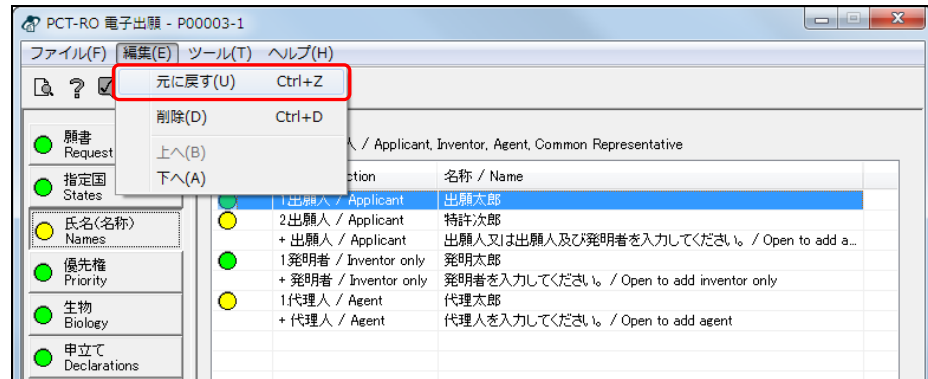 PCT-RO 電子出願 - P00003-1
ファイル(F) 編集(E) ツール(T) ヘルプ(H)
元に戻す(U) Ctrl+Z
削除(D) Ctrl+D
上へ(B)
下へ(A)
願書
Request
指定国
States
氏名(名称)
Names
優先権
Priority
生物
Biology
申立て
Declarations
人 / Applicant, Inventor, Agent, Common Representative
ction 名称 / Name
1出願人 / Applicant 出願太郎
2出願人 / Applicant 特許次郎
+ 出願人 / Applicant 出願人又は出願人及び発明者を入力してください。 / Open to add a...
1発明者 / Inventor only 発明太郎
+ 発明者 / Inventor only 発明者を入力してください。 / Open to add inventor only
1代理人 / Agent 代理太郎
+ 代理人 / Agent 代理人を入力してください。 / Open to add agent